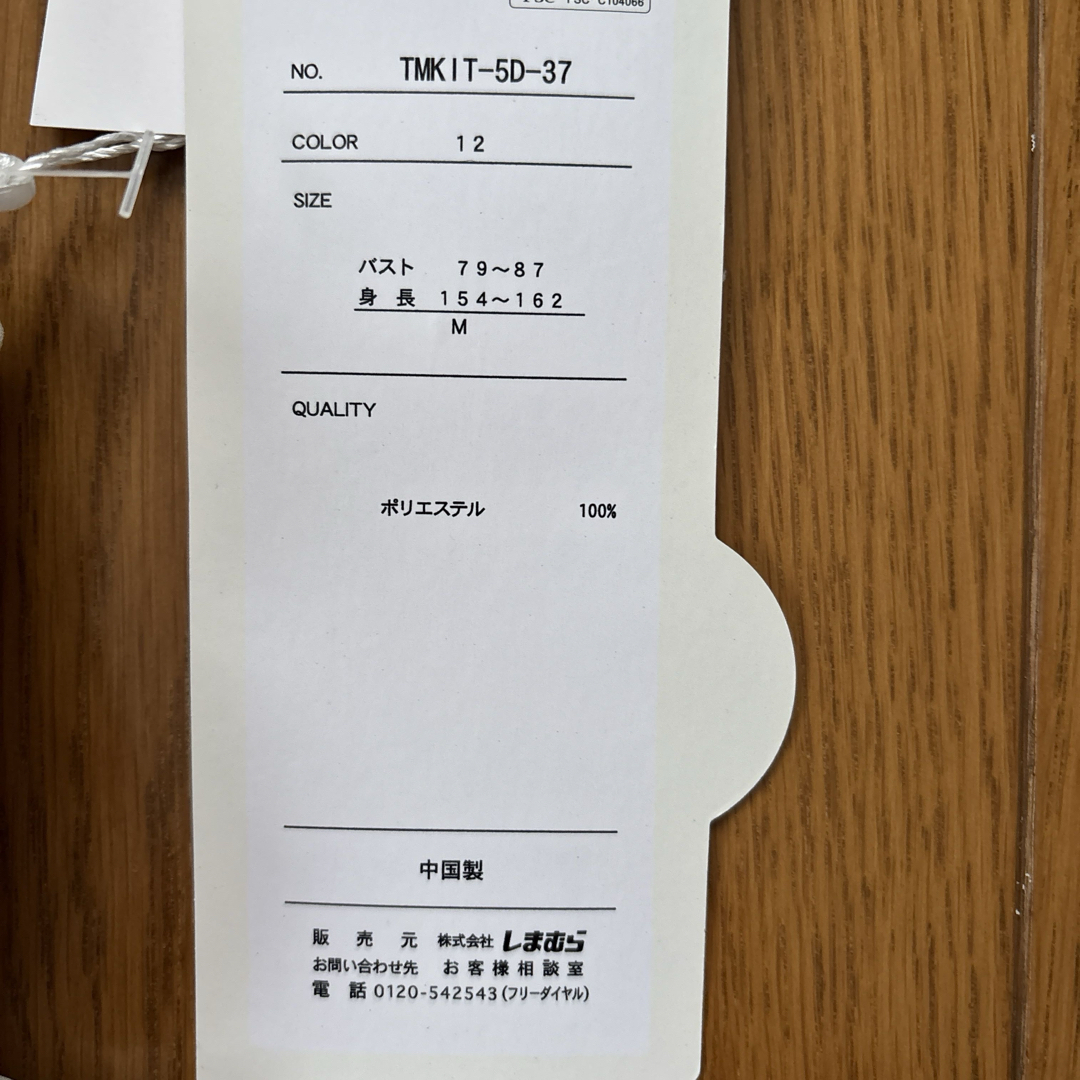 FSC C104066
NO. TMKIT-5D-37
COLOR 12
SIZE
バスト 79～87
身長 154～162
M
QUALITY
ポリエステル 100%
中国製
販売元 株式会社 しまむら
お問い合わせ先 お客様相談室
電話 0120-542543(フリーダイヤル)